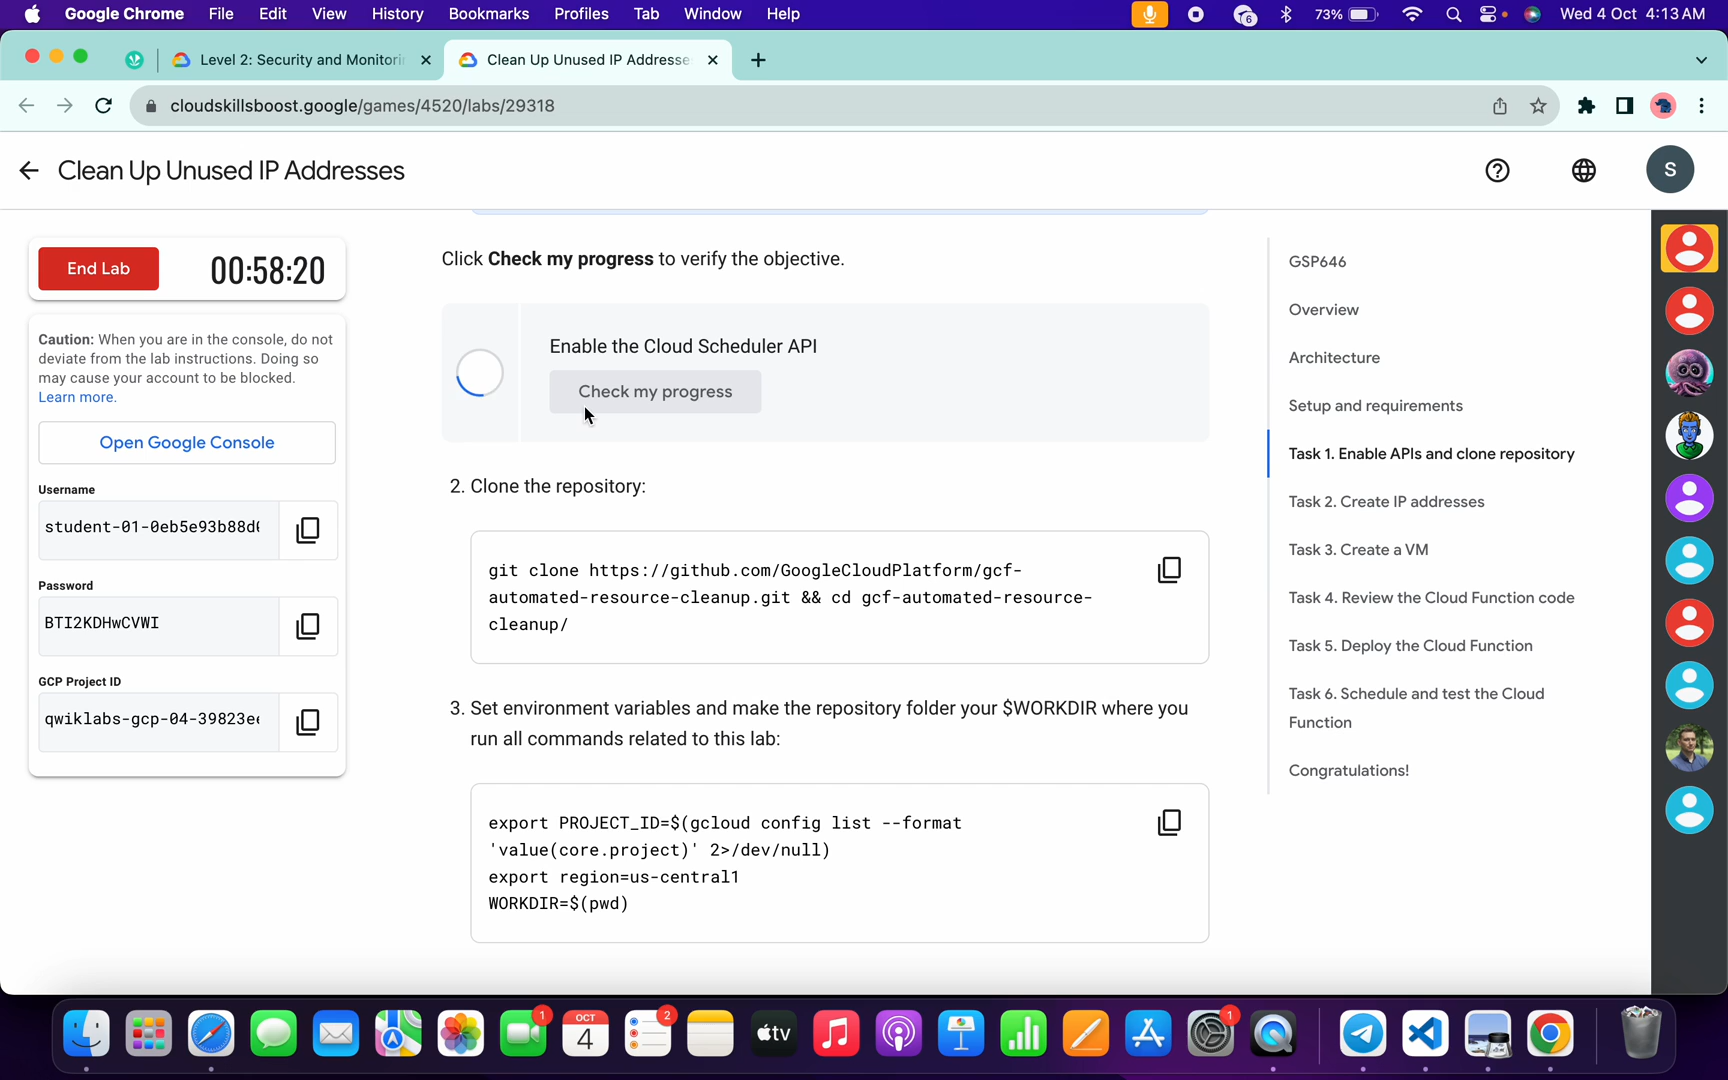 Google Chrome File Edit View History Bookmarks Profiles Tab Window Help
6 73% Wed 4 Oct 4:13 AM
Level 2: Security and Monitori
Clean Up Unused IP Addresse
cloudskillsboost.google/games/4520/labs/29318
Clean Up Unused IP Addresses
S
End Lab 00:58:20
Caution: When you are in the console, do not
deviate from the lab instructions. Doing so
may cause your account to be blocked.
Learn more.
Open Google Console
Username
student-01-0eb5e93b88d
Password
BTI2KDHwCVWI
GCP Project ID
qwiklabs-gcp-04-39823e
Click Check my progress to verify the objective.
Enable the Cloud Scheduler API
Check my progress
2. Clone the repository:
git clone https://github.com/GoogleCloudPlatform/gcf-
automated-resource-cleanup.git && cd gcf-automated-resource-
cleanup/
3. Set environment variables and make the repository folder your $WORKDIR where you
run all commands related to this lab:
export PROJECT_ID=$(gcloud config list --format
'value(core.project)' 2>/dev/null)
export region=us-central1
WORKDIR=$(pwd)
GSP646
Overview
Architecture
Setup and requirements
Task 1. Enable APIs and clone repository
Task 2. Create IP addresses
Task 3. Create a VM
Task 4. Review the Cloud Function code
Task 5. Deploy the Cloud Function
Task 6. Schedule and test the Cloud
Function
Congratulations!
1
OCT
4
2
tv
1